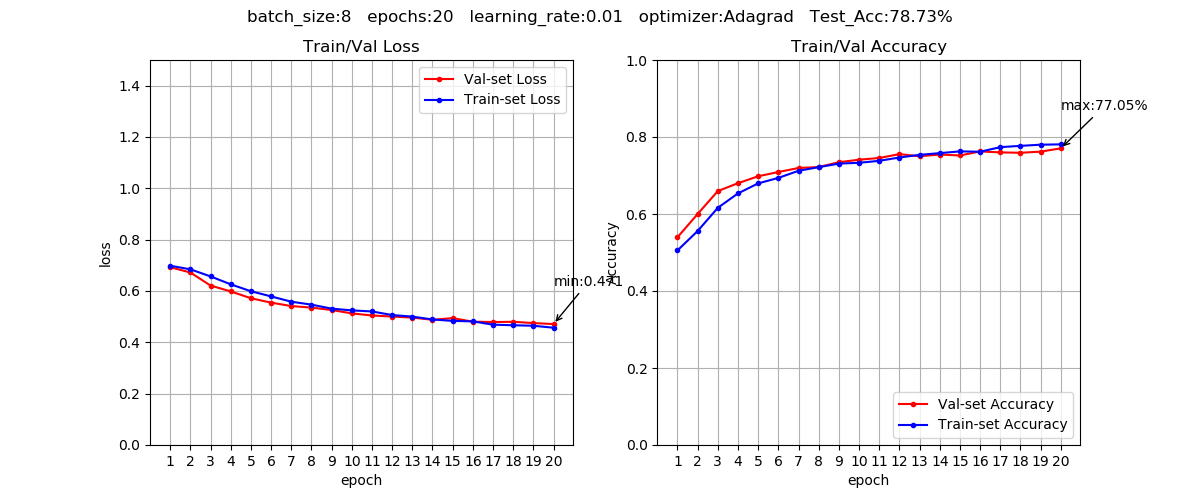 batch_size:8 epochs:20 learning_rate:0.01 optimizer:Adagrad Test_Acc:78.73%
Train/Val Loss
1.4
1.2
1.0
0.8
0.6
0.4
0.2
0.0
loss
Val-set Loss
Train-set Loss
min:0.471
1 2 3 4 5 6 7 8 9 10 11 12 13 14 15 16 17 18 19 20
epoch
Train/Val Accuracy
1.0
0.8
0.6
0.4
0.2
0.0
accuracy
max:77.05%
Val-set Accuracy
Train-set Accuracy
1 2 3 4 5 6 7 8 9 10 11 12 13 14 15 16 17 18 19 20
epoch